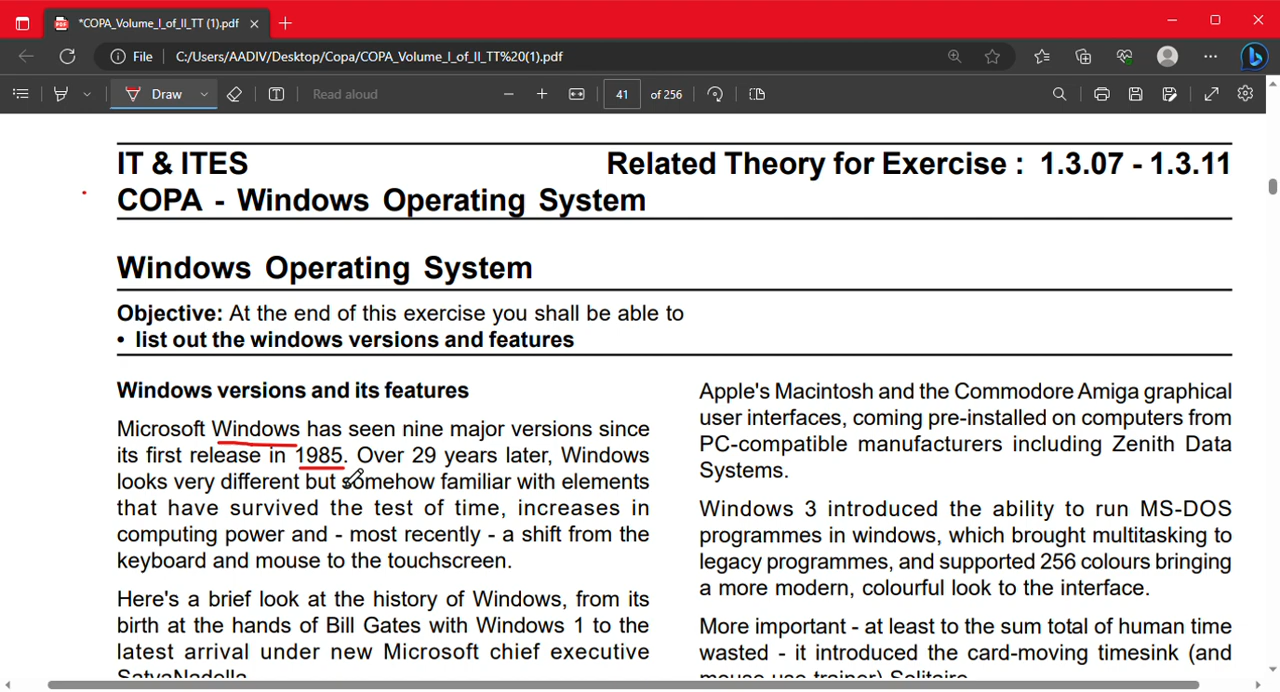 *COPA_Volume_I_of_II_TT (1).pdf
File
C:/Users/AADIV/Desktop/Copa/COPA_Volume_I_of_II_TT%20(1).pdf
Draw
Read aloud
41
of 256
IT & ITES
Related Theory for Exercise : 1.3.07 - 1.3.11
COPA - Windows Operating System
Windows Operating System
Objective: At the end of this exercise you shall be able to
• list out the windows versions and features
Windows versions and its features
Microsoft Windows has seen nine major versions since
its first release in 1985. Over 29 years later, Windows
looks very different but somehow familiar with elements
that have survived the test of time, increases in
computing power and - most recently - a shift from the
keyboard and mouse to the touchscreen.
Here's a brief look at the history of Windows, from its
birth at the hands of Bill Gates with Windows 1 to the
latest arrival under new Microsoft chief executive
SatyaNadella
Apple's Macintosh and the Commodore Amiga graphical
user interfaces, coming pre-installed on computers from
PC-compatible manufacturers including Zenith Data
Systems.
Windows 3 introduced the ability to run MS-DOS
programmes in windows, which brought multitasking to
legacy programmes, and supported 256 colours bringing
a more modern, colourful look to the interface.
More important - at least to the sum total of human time
wasted - it introduced the card-moving timesink (and
mouse use trainer) Solitaire